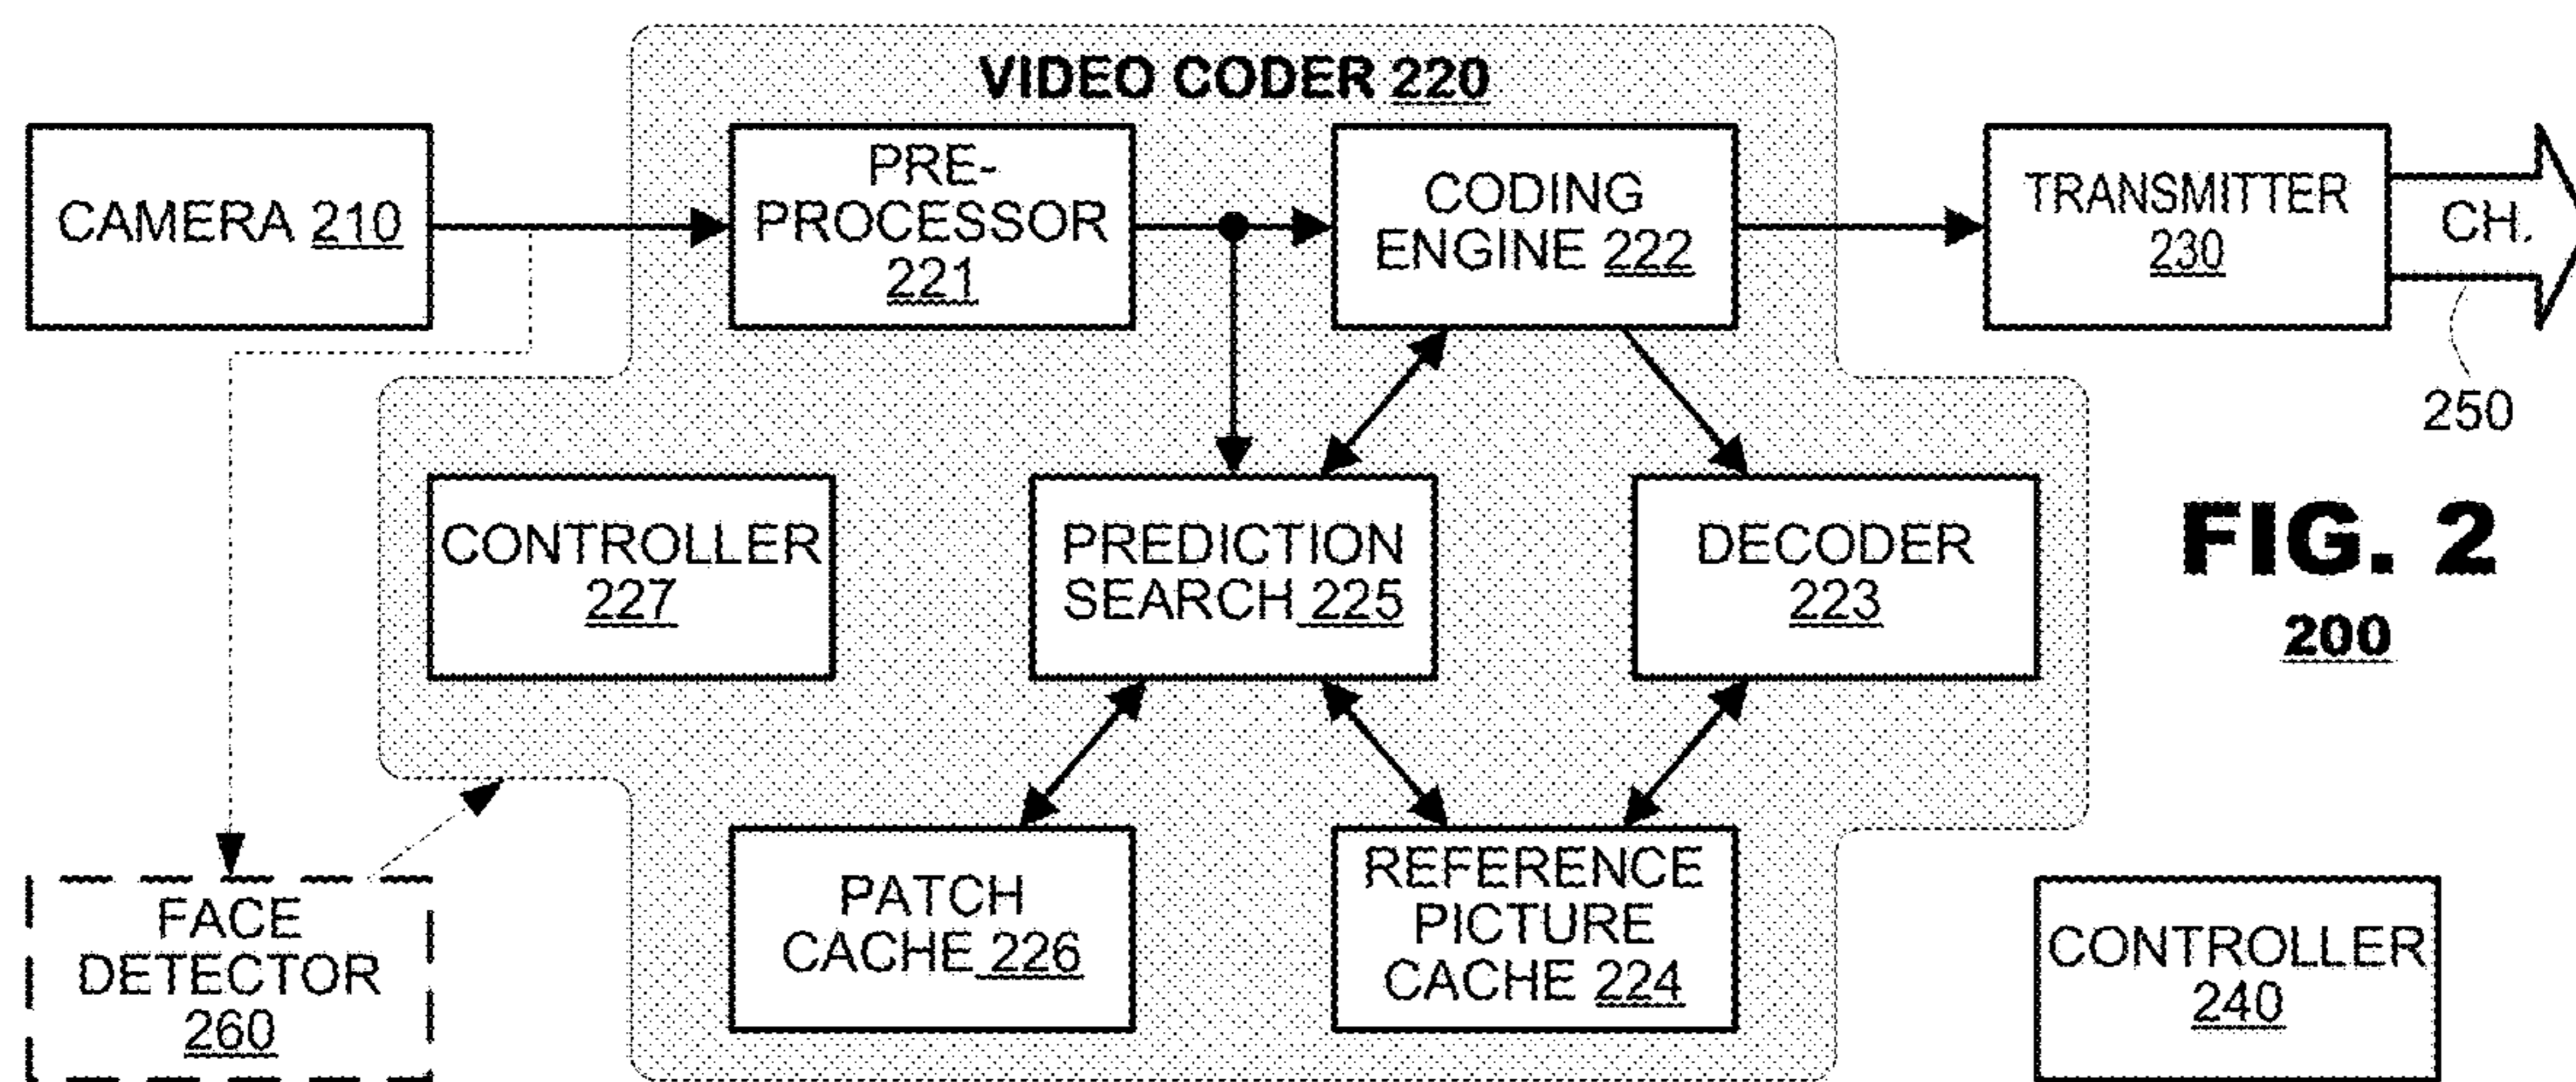 VIDEO CODER 220
CAMERA 210
PRE-
PROCESSOR
221
CODING
ENGINE 222
TRANSMITTER
230
CH.
250
CONTROLLER
227
PREDICTION
SEARCH 225
DECODER
223
FIG. 2
200
FACE
DETECTOR
260
PATCH
CACHE 226
REFERENCE
PICTURE
CACHE 224
CONTROLLER
240